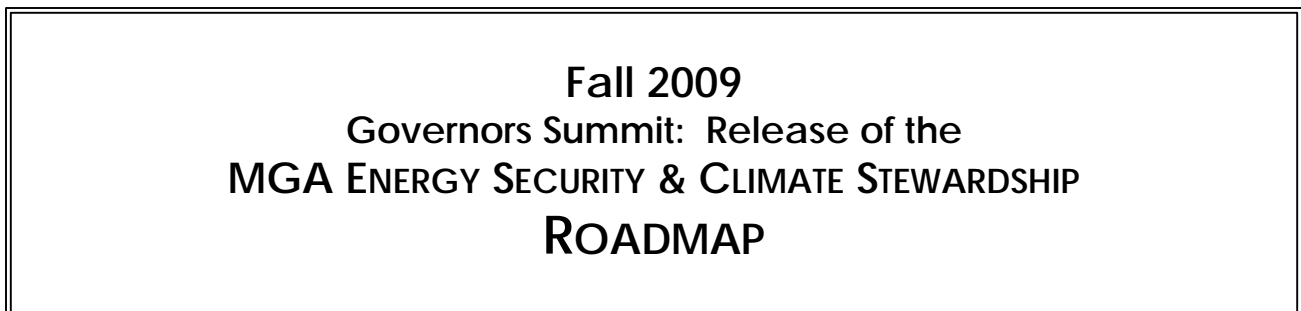 Fall 2009
Governors Summit: Release of the
MGA ENERGY SECURITY & CLIMATE STEWARDSHIP
ROADMAP